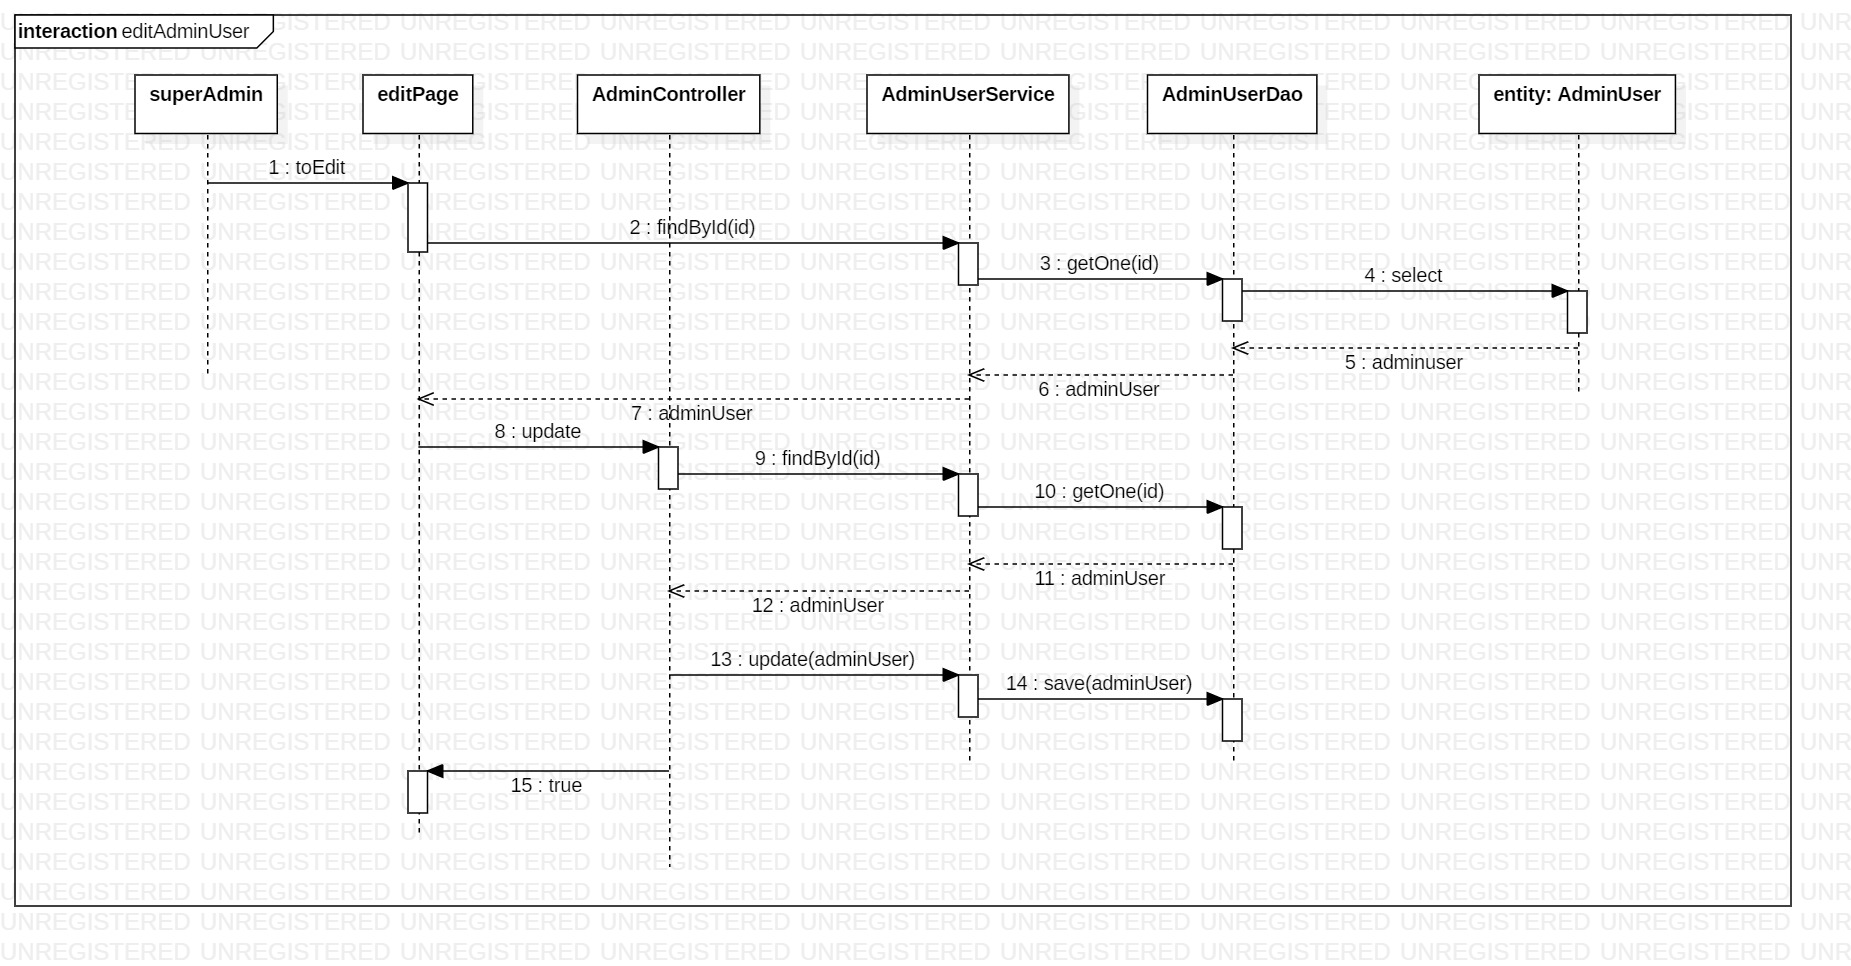 interaction editAdminUser
superAdmin
editPage
AdminController
AdminUserService
AdminUserDao
entity: AdminUser
1 : toEdit
2 : findById(id)
3 : getOne(id)
4 : select
5 : adminuser
6 : adminUser
7 : adminUser
8 : update
9 : findById(id)
10 : getOne(id)
11 : adminUser
12 : adminUser
13 : update(adminUser)
14 : save(adminUser)
15 : true
UNREGISTERED